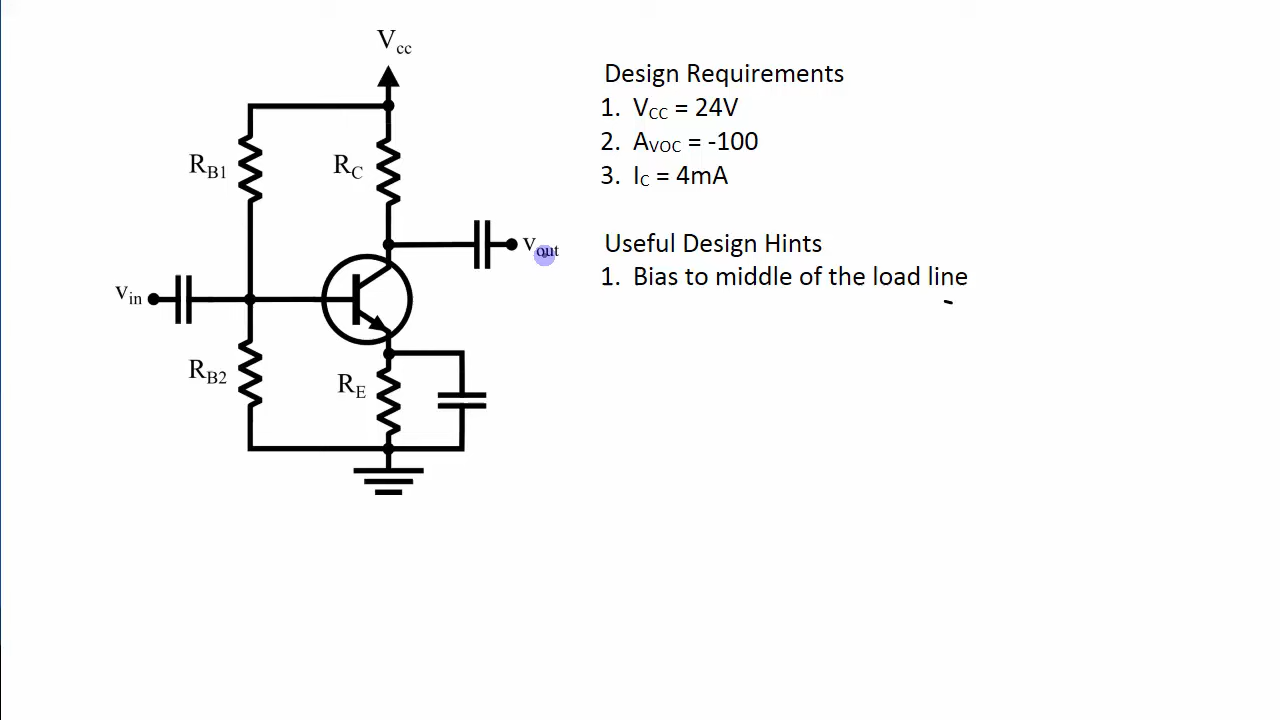 Vcc
Design Requirements
1. VCC = 24V
2. AVOC = -100
3. IC = 4mA
RB1
RC
vout
Useful Design Hints
1. Bias to middle of the load line
vin
RB2
RE